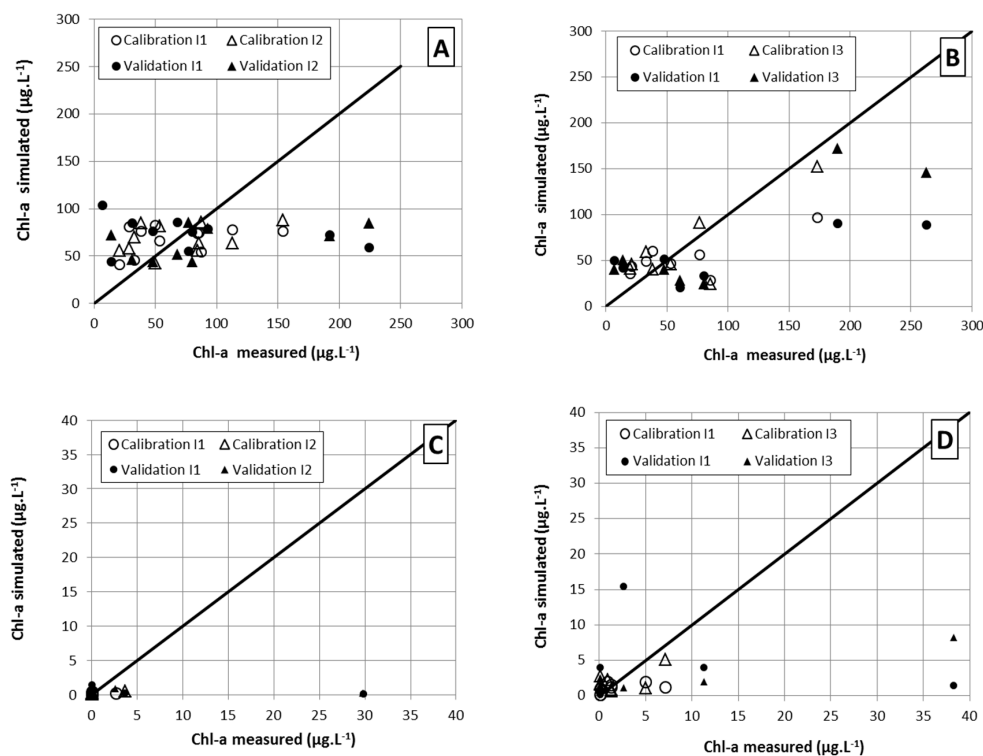 300
250
200
150
100
50
0
Chl-a simulated (µg.L-1)
Calibration I1 Calibration I2
Validation I1 Validation I2
A
0 50 100 150 200 250 300
Chl-a measured (µg.L-1)
300
250
200
150
100
50
0
Chl-a simulated (µg.L-1)
Calibration I1 Calibration I3
Validation I1 Validation I3
B
0 50 100 150 200 250 300
Chl-a measured (µg.L-1)
40
35
30
25
20
15
10
5
0
Chl-a simulated (µg.L-1)
Calibration I1 Calibration I2
Validation I1 Validation I2
C
0 5 10 15 20 25 30 35 40
Chl-a measured (µg.L-1)
40
35
30
25
20
15
10
5
0
Chl-a simulated (µg.L-1)
Calibration I1 Calibration I3
Validation I1 Validation I3
D
0 5 10 15 20 25 30 35 40
Chl-a measured (µg.L-1)